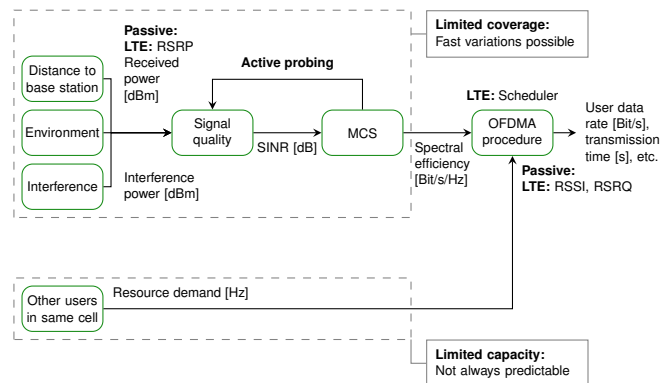 Passive:
LTE: RSRP
Received
power
[dBm]
Limited coverage:
Fast variations possible
Active probing
Distance to
base station
Environment
Interference
Signal
quality
SINR [dB]
MCS
Interference
power [dBm]
LTE: Scheduler
OFDMA
procedure
Spectral
efficiency
[Bit/s/Hz]
User data
rate [Bit/s],
transmission
time [s], etc.
Passive:
LTE: RSSI, RSRQ
Other users
in same cell
Resource demand [Hz]
Limited capacity:
Not always predictable